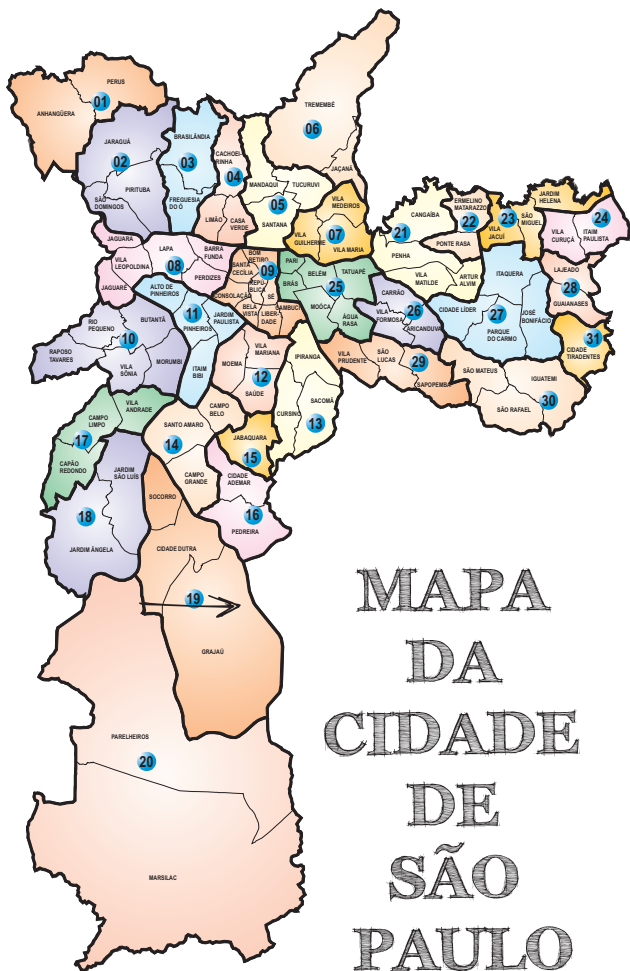 PERUS
01
ANHANGÜERA
TREMEMBÉ
06
JAÇANÃ
JARAGUÁ
02
PIRITUBA
SÃO
DOMINGOS
BRASILÂNDIA
03
FREGUESIA
DO Ó
CACHOEI-
RINHA
04
LIMÃO
CASA
VERDE
MANDAQUI
TUCURUVI
05
SANTANA
VILA
MEDEIROS
07
VILA
GUILHERME
VILA MARIA
CANGAÍBA
21
PENHA
VILA
MATILDE
ARTUR
ALVIM
ERMELINO
MATARAZZO
22
PONTE RASA
23
VILA
JACUÍ
SÃO
MIGUEL
JARDIM
HELENA
24
VILA
CURUÇÁ
ITAIM
PAULISTA
JAGUARA
LAPA
BARRA
FUNDA
VILA
LEOPOLDINA
08
PERDIZES
JAGUARÉ
BOM
RETIRO
SANTA
CECÍLIA
09
REPÚ-
BLICA
SÉ
CONSOLAÇÃO
BELA
VISTA
LIBER-
DADE
CAMBUCI
PARI
BRÁS
BELÉM
TATUAPÉ
25
MOÓCA
ÁGUA
RASA
CARRÃO
VILA
FORMOSA
26
ARICANDUVA
ITAQUERA
CIDADE LÍDER
27
PARQUE
DO CARMO
JOSÉ
BONIFÁCIO
LAJEADO
28
GUAIANASES
31
CIDADE
TIRADENTES
ALTO DE
PINHEIROS
11
PINHEIROS
JARDIM
PAULISTA
ITAIM
BIBI
RIO
PEQUENO
BUTANTÃ
10
RAPOSO
TAVARES
VILA
SÔNIA
MORUMBI
VILA
MARIANA
MOEMA
12
SAÚDE
IPIRANGA
SACOMÃ
CURSINO
13
VILA
PRUDENTE
SÃO
LUCAS
29
SAPOPEMBA
SÃO MATEUS
IGUATEMI
30
SÃO RAFAEL
VILA
ANDRADE
CAMPO
LIMPO
17
CAPÃO
REDONDO
CAMPO
BELO
SANTO AMARO
14
CAMPO
GRANDE
JABAQUARA
15
CIDADE
ADEMAR
16
PEDREIRA
JARDIM
SÃO LUÍS
18
JARDIM ÂNGELA
SOCORRO
CIDADE DUTRA
19
GRAJAÚ
PARELHEIROS
20
MARSILAC
MAPA
DA
CIDADE
DE
SÃO
PAULO